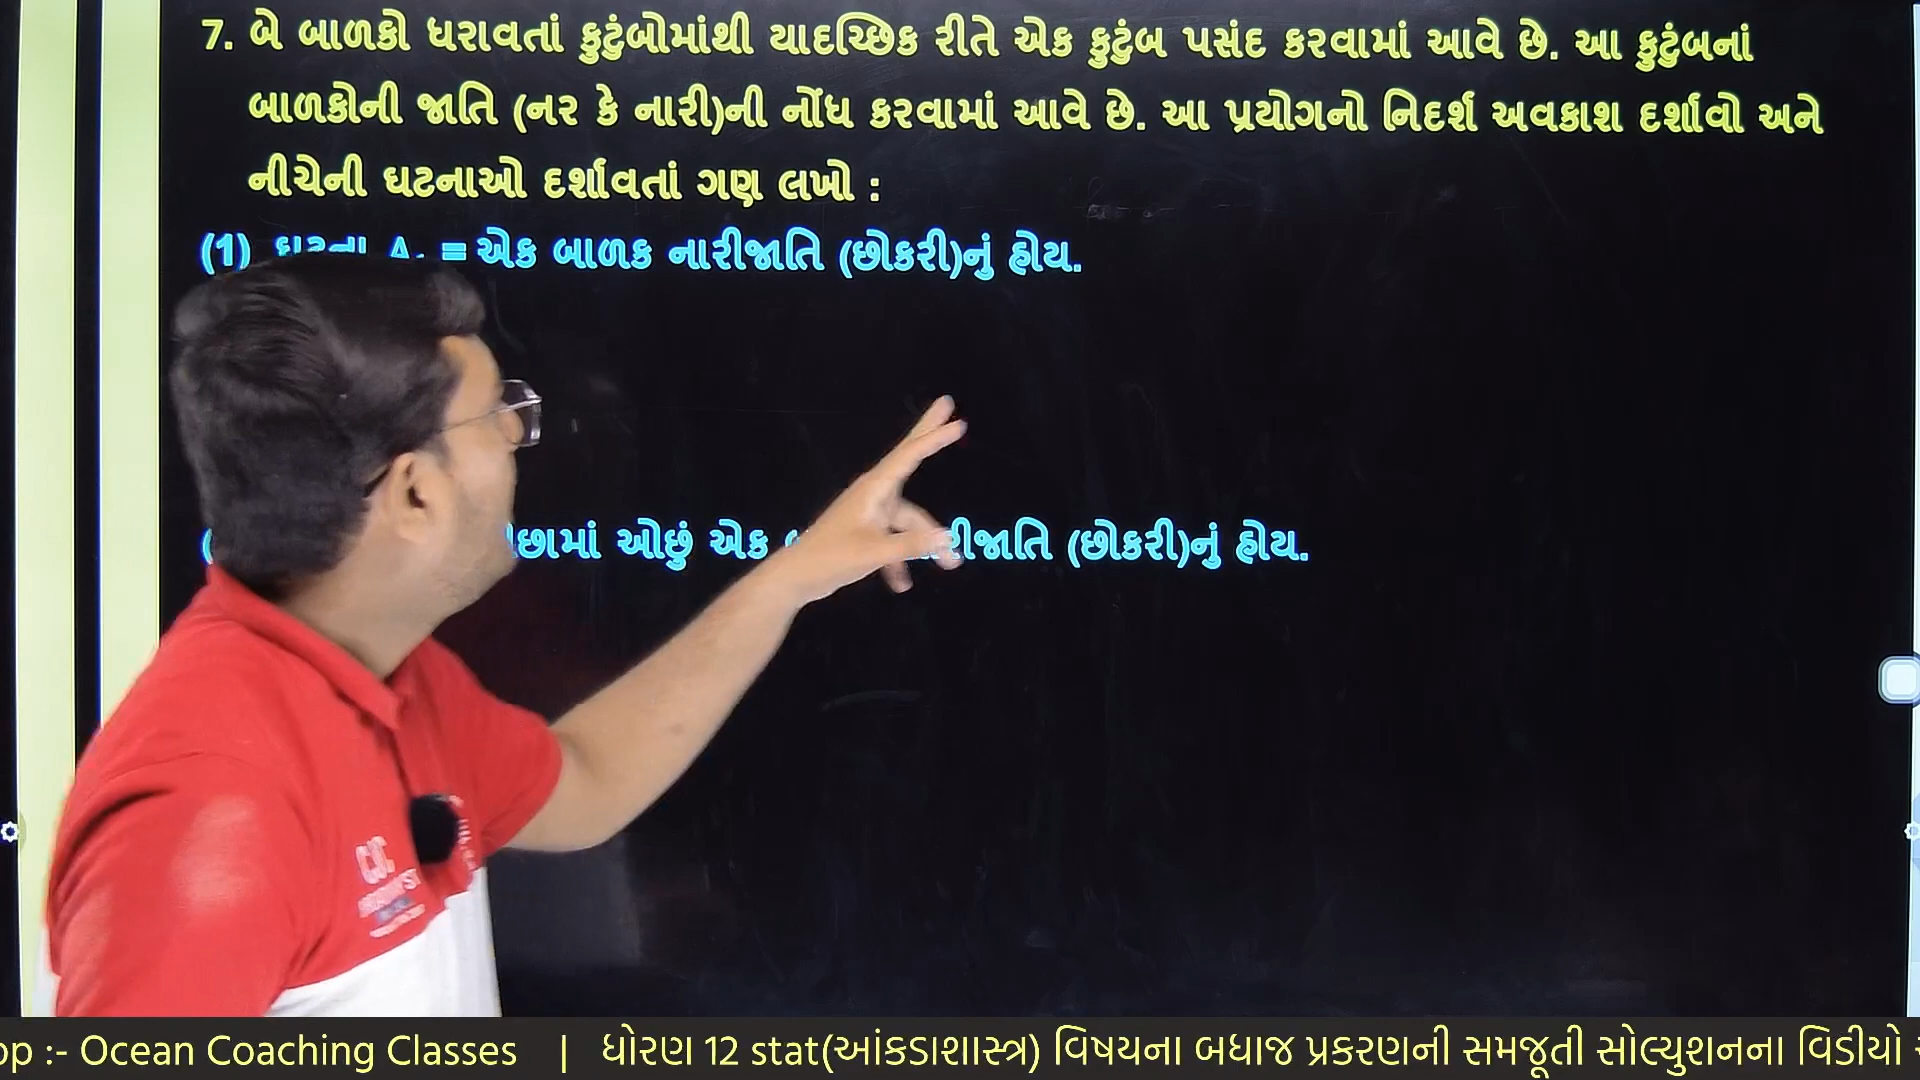 7. બે બાળકો ધરાવતાં કુટુંબોમાંથી યાદચ્છિક રીતે એક કુટુંબ પસંદ કરવામાં આવે છે. આ કુટુંબનાં
બાળકોની જાતિ (નર કે નારી)ની નોંધ કરવામાં આવે છે. આ પ્રયોગનો નિદર્શ અવકાશ દર્શાવો અને
નીચેની ઘટનાઓ દર્શાવતાં ગણ લખો :
(1) = એક બાળક નારીજાતિ (છોકરી)નું હોય.
ઓછું એક (છોકરી)નું હોય.
:- Ocean Coaching Classes | ધોરણ 12 stat(આંકડાશાસ્ત્ર) વિષયના બધાજ પ્રકરણની સમજૂતી સોલ્યુશનના વિડીયો